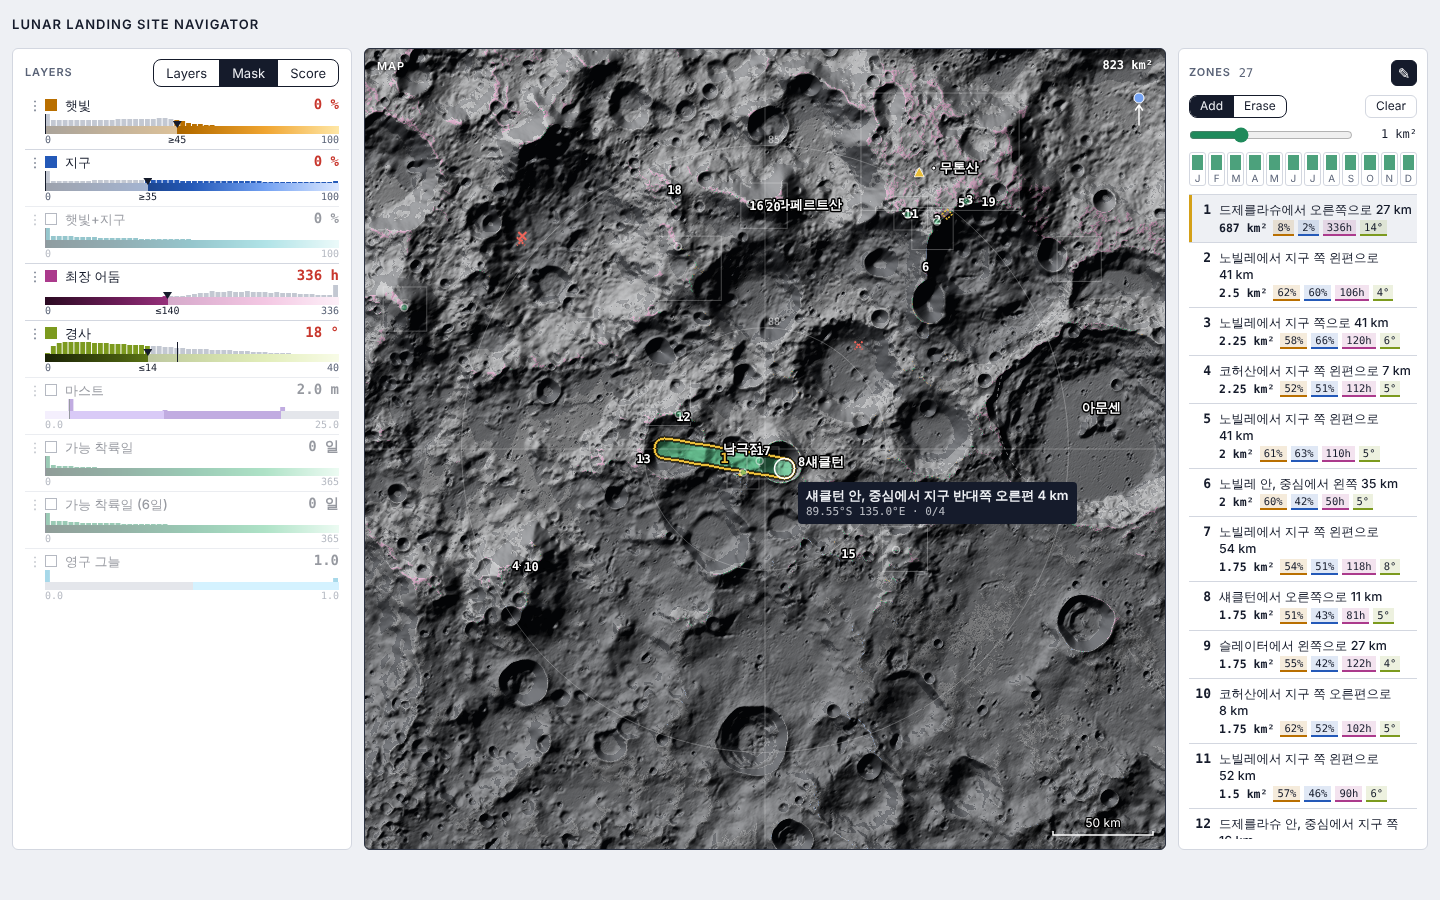 LUNAR LANDING SITE NAVIGATOR
LAYERS
Layers Mask Score
햇빛 0 %
0 ≥45 100
지구 0 %
0 ≥35 100
햇빛+지구 0 %
0 100
최장 어둠 336 h
0 ≤140 336
경사 18 °
0 ≤14 40
마스트 2.0 m
0.0 25.0
가능 착륙일 0 일
0 365
가능 착륙일 (6일) 0 일
0 365
영구 그늘 1.0
0.0 1.0
MAP
823 km²
85°
무톤산
18
16 20
페르트산
11 2 5 3 19
6
88°
12
아문센
13
1
17
8 섀클턴
섀클턴 안, 중심에서 지구 반대쪽 오른편 4 km
89.55°S 135.0°E · 0/4
15
4 10
50 km
ZONES 27
✎
Add Erase Clear
1 km²
J F M A M J J A S O N D
1 드제를라슈에서 오른쪽으로 27 km
687 km² 8% 2% 336h 14°
2 노빌레에서 지구 쪽 왼편으로
41 km
2.5 km² 62% 60% 106h 4°
3 노빌레에서 지구 쪽으로 41 km
2.25 km² 58% 66% 120h 6°
4 코허산에서 지구 쪽 왼편으로 7 km
2.25 km² 52% 51% 112h 5°
5 노빌레에서 지구 쪽 왼편으로
41 km
2 km² 61% 63% 110h 5°
6 노빌레 안, 중심에서 왼쪽 35 km
2 km² 60% 42% 50h 5°
7 노빌레에서 지구 쪽 왼편으로
54 km
1.75 km² 54% 51% 118h 8°
8 섀클턴에서 오른쪽으로 11 km
1.75 km² 51% 43% 81h 5°
9 슬레이터에서 왼쪽으로 27 km
1.75 km² 55% 42% 122h 4°
10 코허산에서 지구 쪽 오른편으로
8 km
1.75 km² 62% 52% 102h 5°
11 노빌레에서 지구 쪽 왼편으로
52 km
1.5 km² 57% 46% 90h 6°
12 드제를라슈 안, 중심에서 지구 쪽